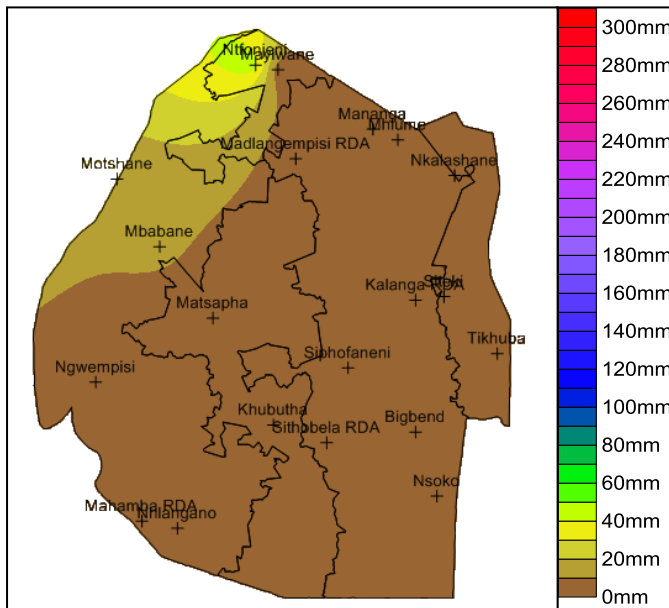 Ntfonjeni
Mayiwane
Mananga
Mhlume
Madlangempisi RDA
Nkalashane
Motshane
Mbabane
Kalanga RDA
Siteki
Matsapha
Tikhuba
Siphofaneni
Ngwempisi
Khubutha
Sithobela RDA
Bigbend
Nsoko
Mahamba RDA
Nhlangano
300mm
280mm
260mm
240mm
220mm
200mm
180mm
160mm
140mm
120mm
100mm
80mm
60mm
40mm
20mm
0mm